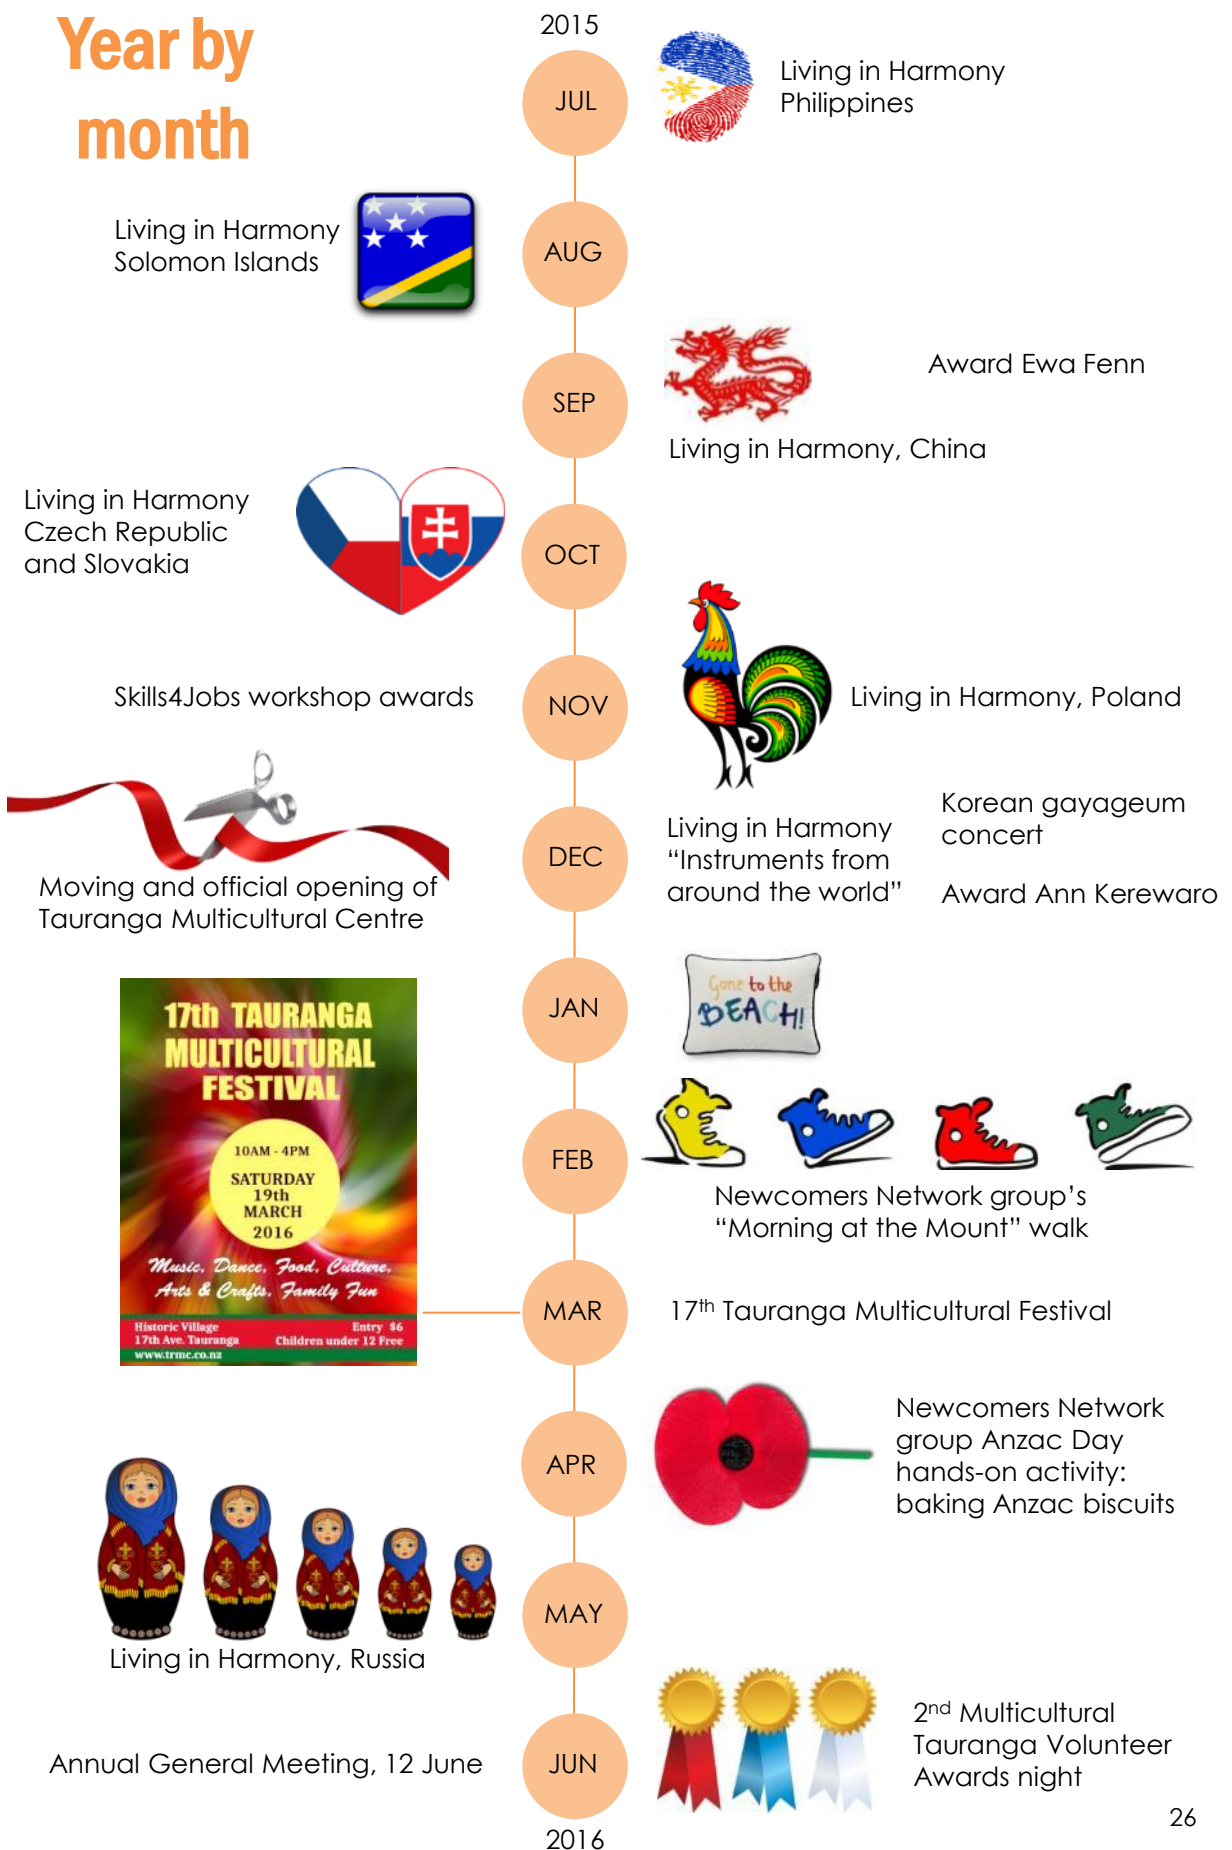 Year by
month
2015
JUL
Living in Harmony
Philippines
Living in Harmony
Solomon Islands
AUG
SEP
Award Ewa Fenn
Living in Harmony, China
Living in Harmony
Czech Republic
and Slovakia
OCT
Skills4Jobs workshop awards
NOV
Living in Harmony, Poland
Moving and official opening of
Tauranga Multicultural Centre
DEC
Living in Harmony
“Instruments from
around the world”
Korean gayageum
concert
Award Ann Kerewaro
JAN
Gone to the
BEACH!
17th TAURANGA
MULTICULTURAL
FESTIVAL
10AM - 4PM
SATURDAY
19th
MARCH
2016
Music, Dance, Food, Culture,
Arts & Crafts, Family Fun
Historic Village
17th Ave. Tauranga
www.trmc.co.nz
Entry $6
Children under 12 Free
FEB
Newcomers Network group’s
“Morning at the Mount” walk
MAR
17th Tauranga Multicultural Festival
APR
Newcomers Network
group Anzac Day
hands-on activity:
baking Anzac biscuits
MAY
Living in Harmony, Russia
Annual General Meeting, 12 June
JUN
2nd Multicultural
Tauranga Volunteer
Awards night
2016
26